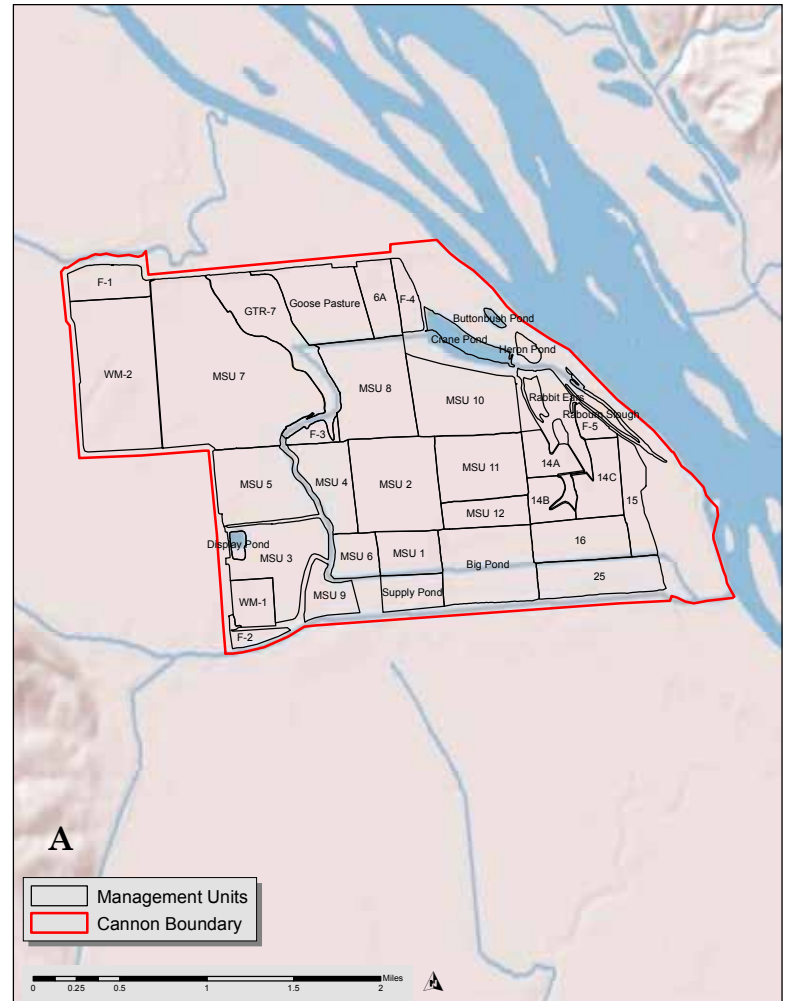 F-1
GTR-7
Goose Pasture
6A
F-4
Buttonbush Pond
Crane Pond
Heron Pond
WM-2
MSU 7
MSU 8
MSU 10
Rabbit Ears
Rabourn Slough
F-5
F-3
MSU 5
MSU 4
MSU 2
MSU 11
14A
14C
14B
15
MSU 12
Display Pond
MSU 3
MSU 6
MSU 1
Big Pond
16
25
WM-1
MSU 9
Supply Pond
F-2
A
Management Units
Cannon Boundary
Miles
0 0.25 0.5 1 1.5 2
N